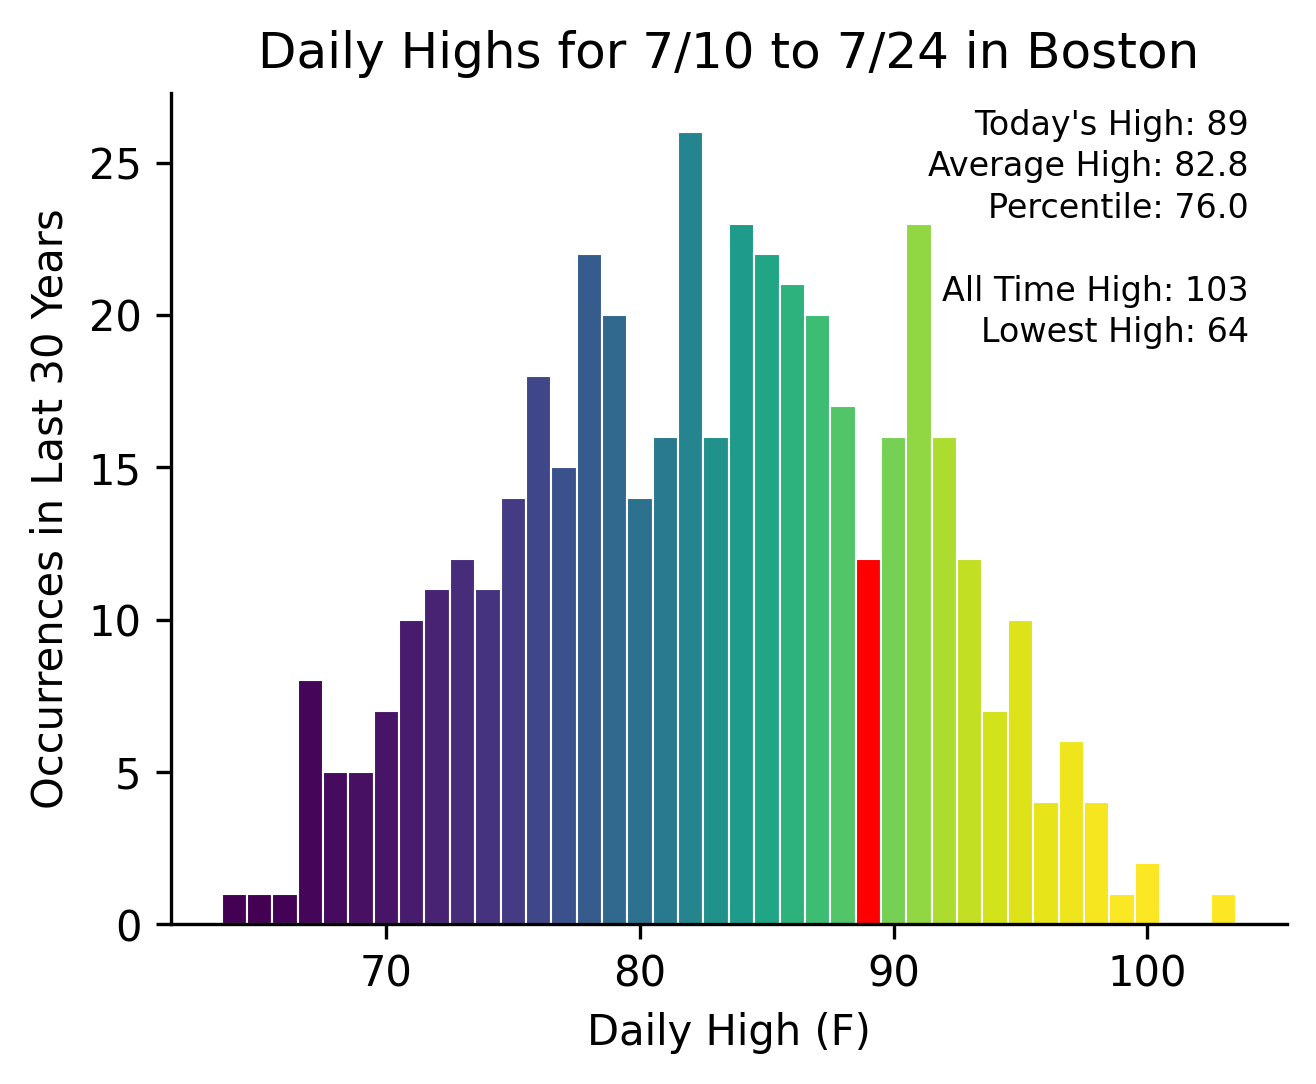 Daily Highs for 7/10 to 7/24 in Boston
Today's High: 89
Average High: 82.8
Percentile: 76.0
All Time High: 103
Lowest High: 64
Occurrences in Last 30 Years
25
20
15
10
5
0
70 80 90 100
Daily High (F)